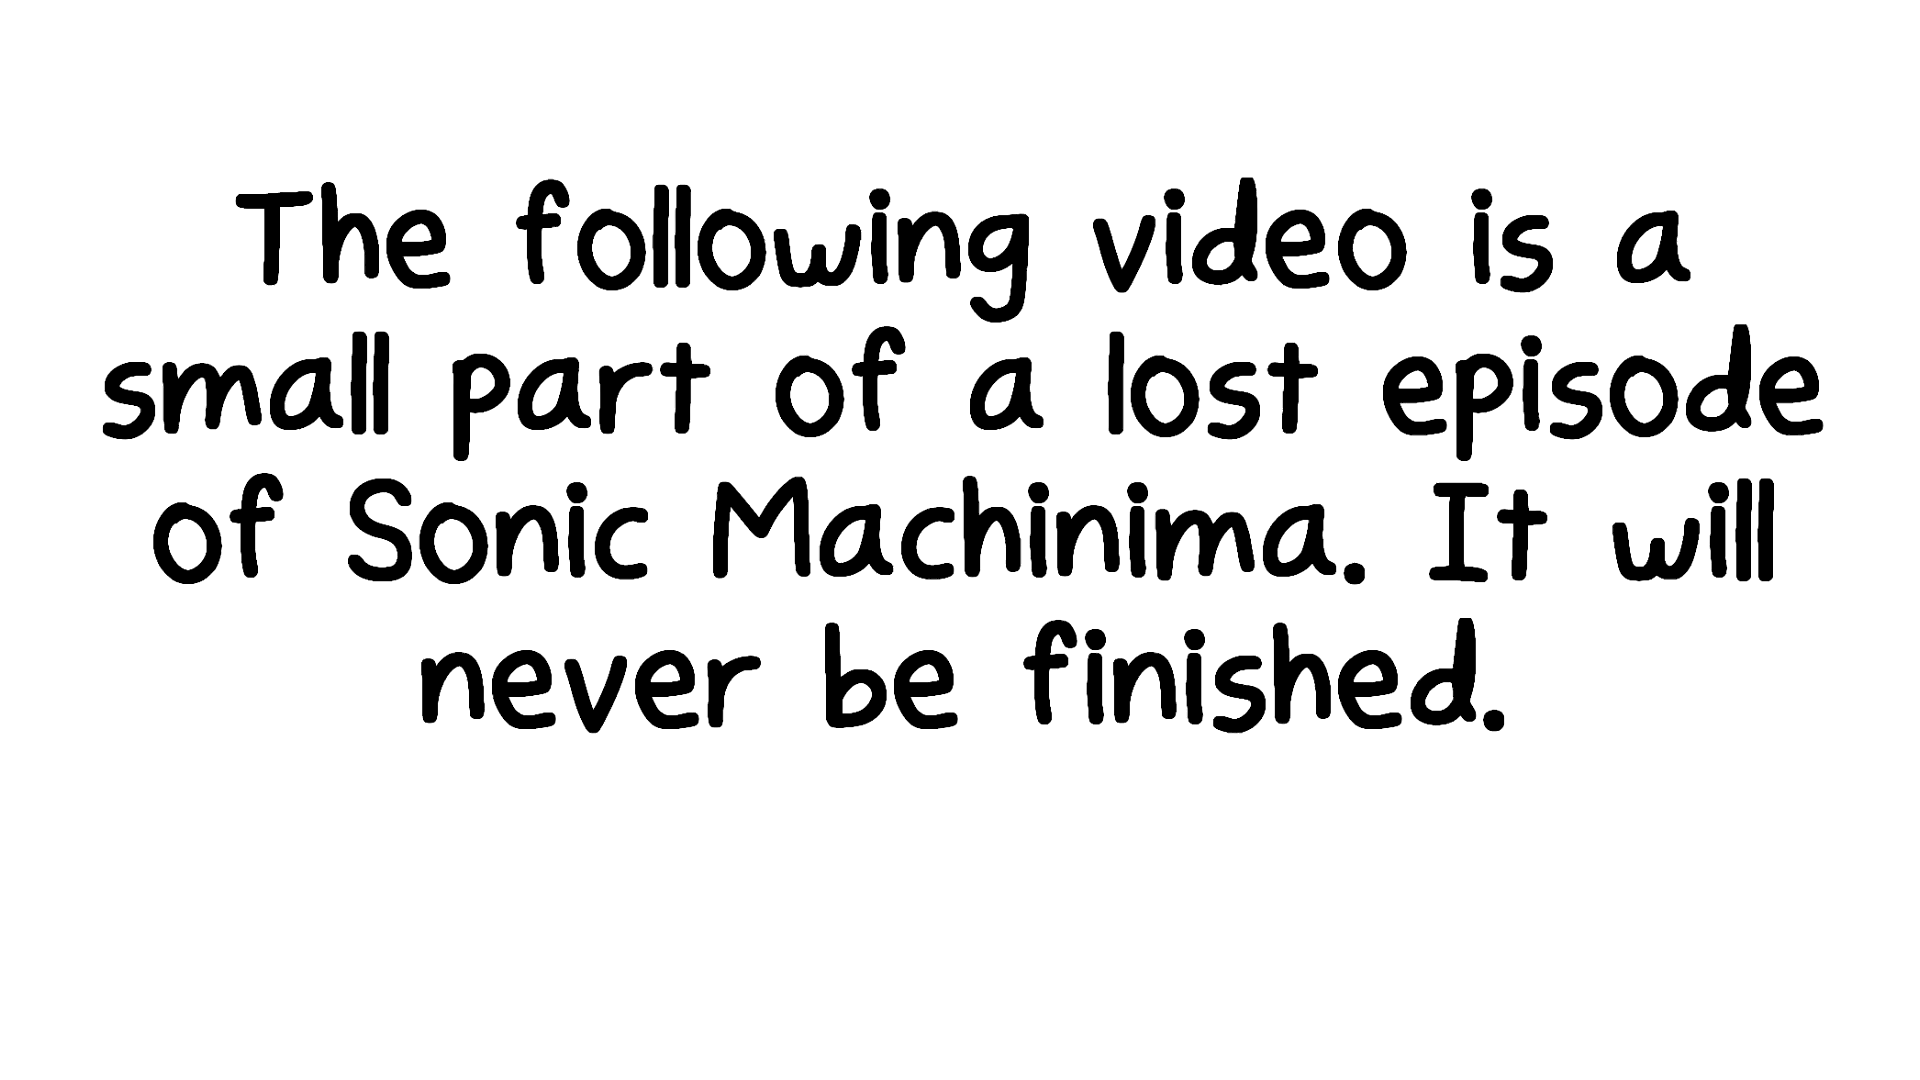 The following video is a
small part of a lost episode
of Sonic Machinima. It will
never be finished.